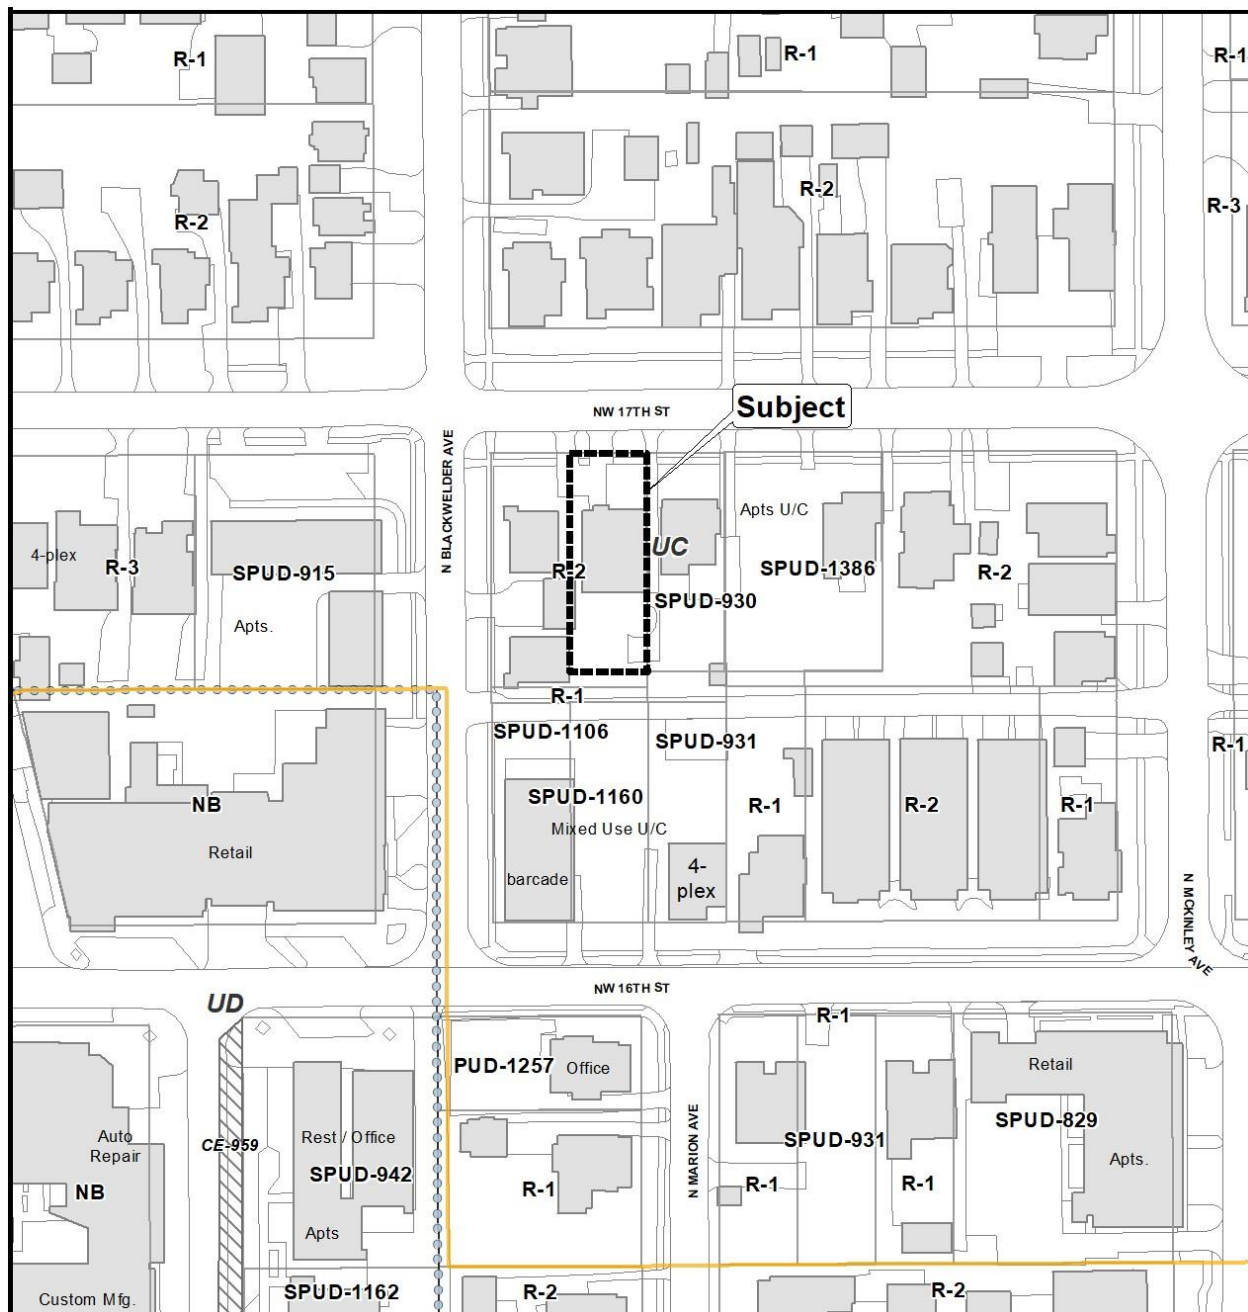 R-1
R-1
R-1
R-2
R-2
R-3
NW 17TH ST
Subject
N BLACKWELDER AVE
4-plex
R-3
SPUD-915
Apts.
R-2
UC
Apts U/C
SPUD-1386
SPUD-930
R-2
R-1
SPUD-1106
SPUD-931
R-1
NB
Retail
SPUD-1160
Mixed Use U/C
barcade
4-
plex
R-1
R-2
R-1
N MCKINLEY AVE
NW 16TH ST
UD
R-1
PUD-1257
Office
Retail
SPUD-829
Apts.
Auto
Repair
NB
CE-959
Rest / Office
SPUD-942
Apts
R-1
N MARION AVE
SPUD-931
R-1
R-1
Custom Mfg.
SPUD-1162
R-2
R-2